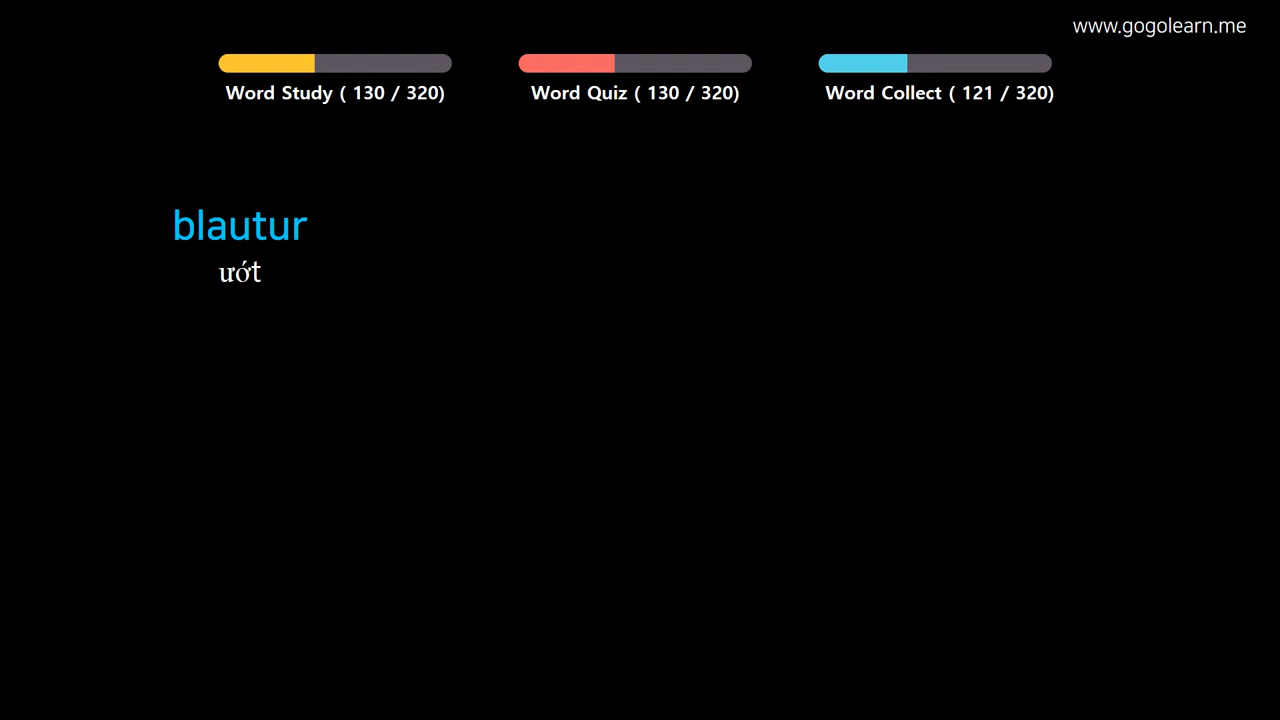 www.gogolearn.me
Word Study ( 130 / 320)
Word Quiz ( 130 / 320)
Word Collect ( 121 / 320)
blautur
ướt